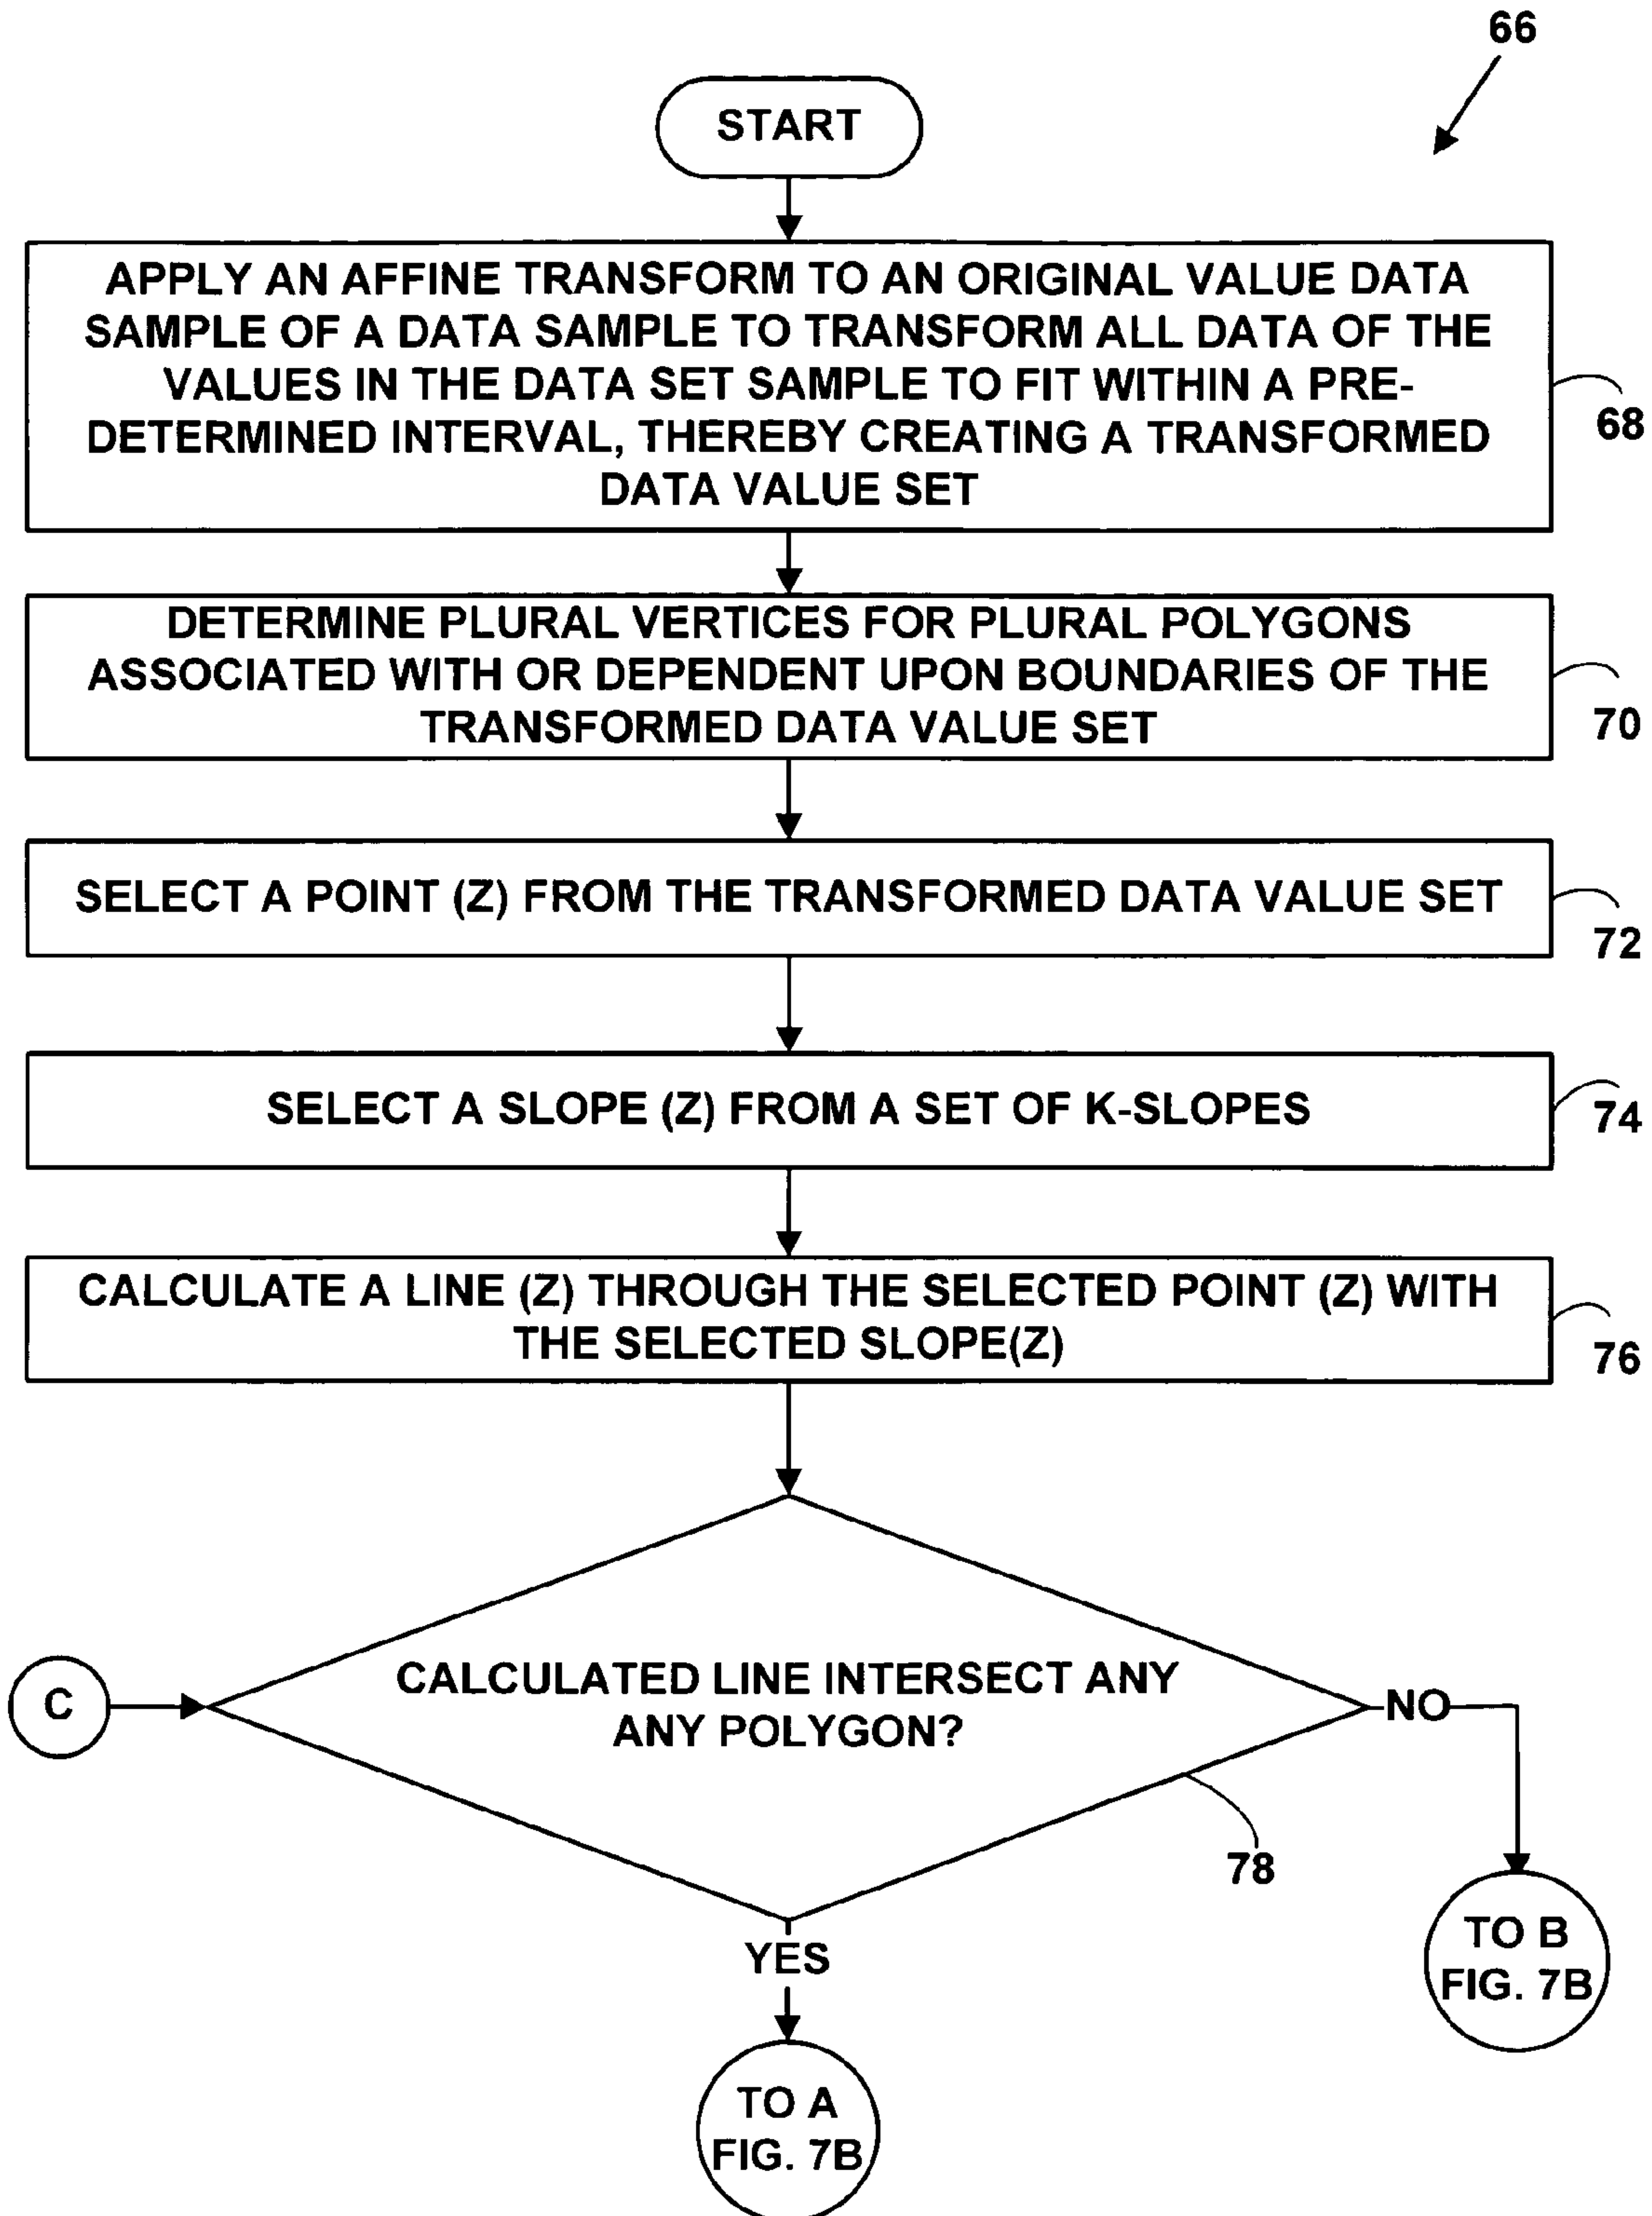 66
START
APPLY AN AFFINE TRANSFORM TO AN ORIGINAL VALUE DATA
SAMPLE OF A DATA SAMPLE TO TRANSFORM ALL DATA OF THE
VALUES IN THE DATA SET SAMPLE TO FIT WITHIN A PRE-
DETERMINED INTERVAL, THEREBY CREATING A TRANSFORMED
DATA VALUE SET
68
DETERMINE PLURAL VERTICES FOR PLURAL POLYGONS
ASSOCIATED WITH OR DEPENDENT UPON BOUNDARIES OF THE
TRANSFORMED DATA VALUE SET
70
SELECT A POINT (Z) FROM THE TRANSFORMED DATA VALUE SET
72
SELECT A SLOPE (Z) FROM A SET OF K-SLOPES
74
CALCULATE A LINE (Z) THROUGH THE SELECTED POINT (Z) WITH
THE SELECTED SLOPE(Z)
76
C
CALCULATED LINE INTERSECT ANY
ANY POLYGON?
NO
78
YES
TO B
FIG. 7B
TO A
FIG. 7B